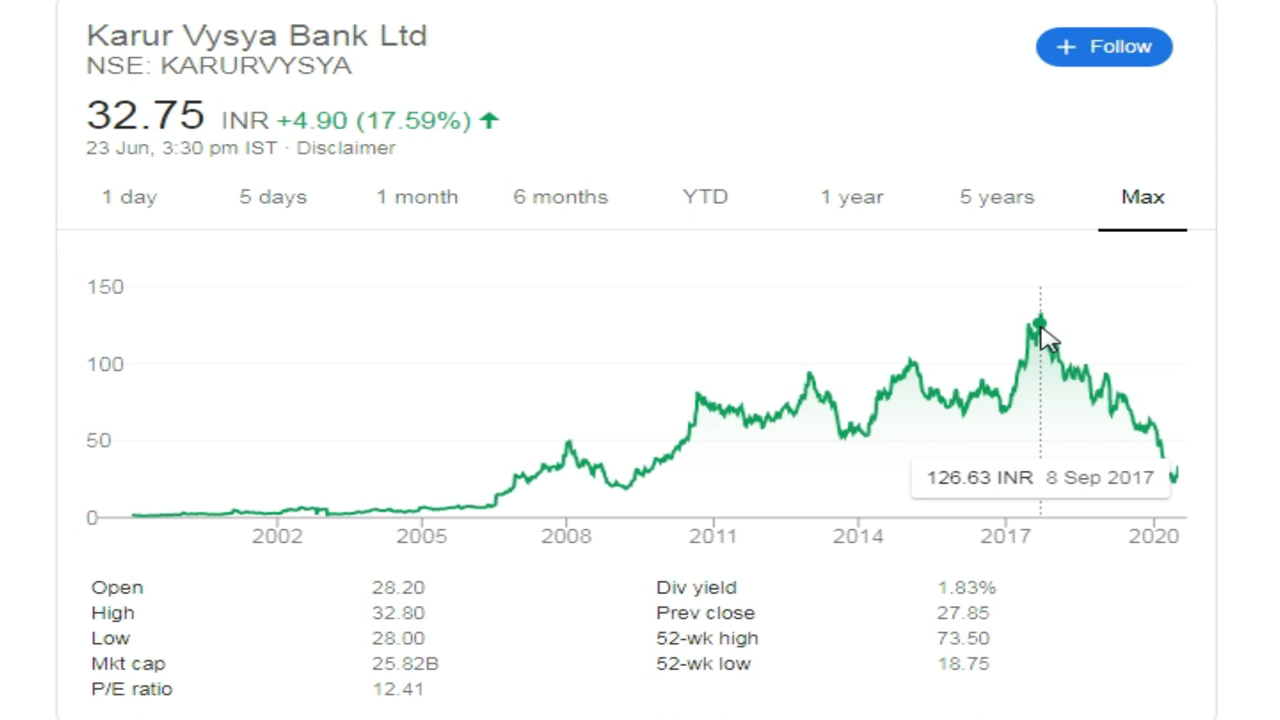 Karur Vysya Bank Ltd
NSE: KARURVYSYA
+ Follow
32.75 INR +4.90 (17.59%) ↑
23 Jun, 3:30 pm IST · Disclaimer
1 day 5 days 1 month 6 months YTD 1 year 5 years Max
150
100
50
0
126.63 INR 8 Sep 2017
2002 2005 2008 2011 2014 2017 2020
Open 28.20 Div yield 1.83%
High 32.80 Prev close 27.85
Low 28.00 52-wk high 73.50
Mkt cap 25.82B 52-wk low 18.75
P/E ratio 12.41